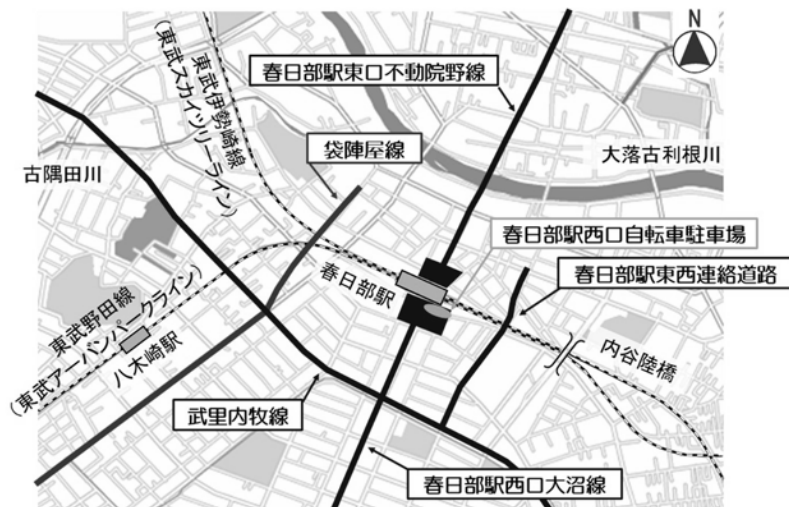 N
春日部駅東口不動院野線
東武伊勢崎線
(東武スカイツリーライン)
袋陣屋線
大落古利根川
古隅田川
春日部駅西口自転車駐車場
春日部駅東西連絡道路
春日部駅
東武野田線
(東武アーバンパークライン)
八木崎駅
内谷陸橋
武里内牧線
春日部駅西口大沼線